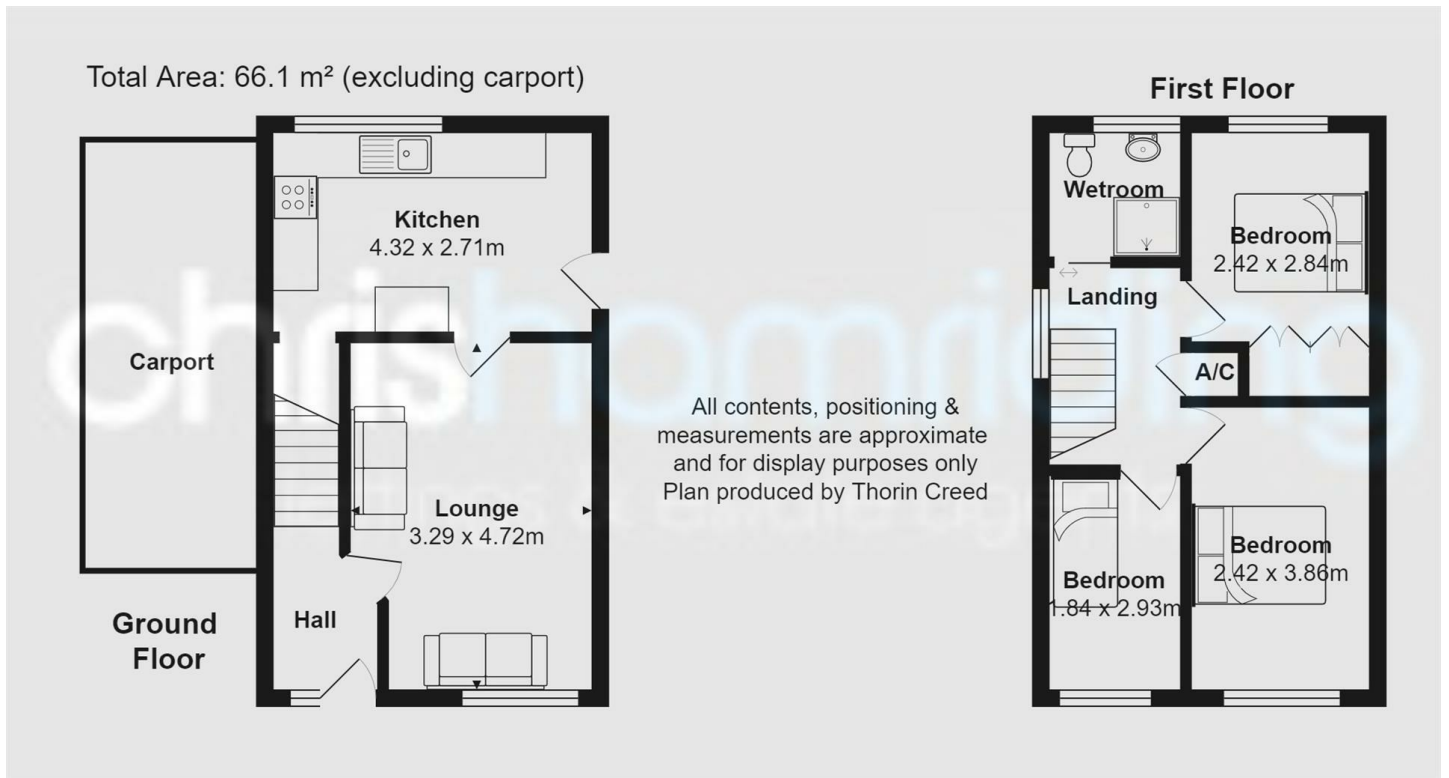 Total Area: 66.1 m² (excluding carport)
Kitchen
4.32 x 2.71m
Carport
Lounge
3.29 x 4.72m
Hall
Ground
Floor
All contents, positioning &
measurements are approximate
and for display purposes only
Plan produced by Thorin Creed
First Floor
Wetroom
Bedroom
2.42 x 2.84m
Landing
A/C
Bedroom
1.84 x 2.93m
Bedroom
2.42 x 3.86m
chrishomridling